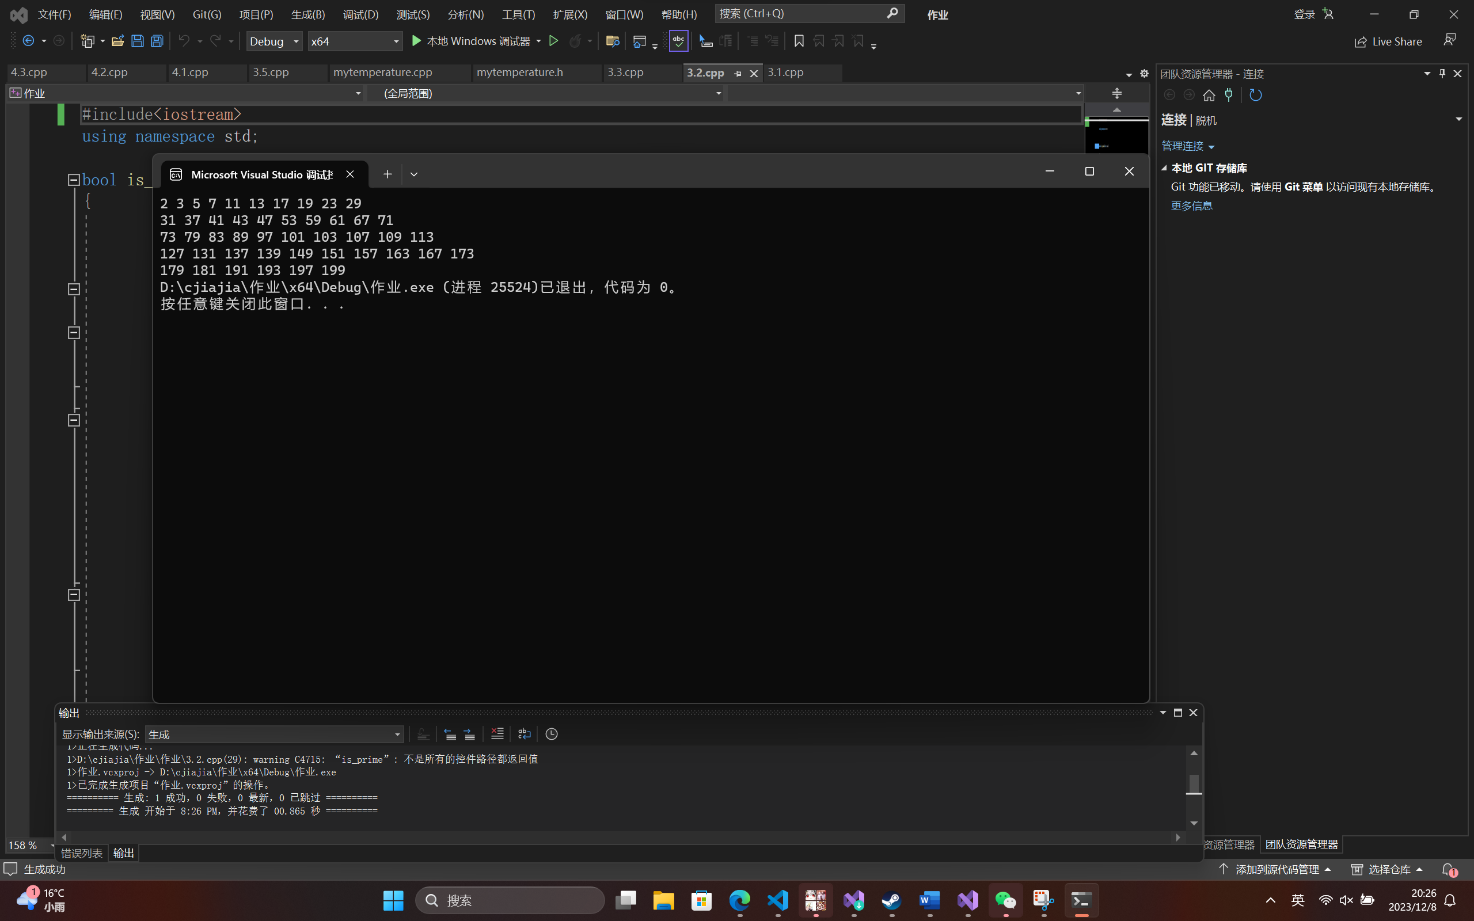 文件(F) 编辑(E) 视图(V) Git(G) 项目(P) 生成(B) 调试(D) 测试(S) 分析(N) 工具(T) 扩展(X) 窗口(W) 帮助(H) 搜索 (Ctrl+Q) 作业 登录
Debug x64 本地 Windows 调试器 Live Share
4.3.cpp 4.2.cpp 4.1.cpp 3.5.cpp mytemperature.cpp mytemperature.h 3.3.cpp 3.2.cpp 3.1.cpp
作业 (全局范围)
#include<iostream>
using namespace std;
bool is_
{
Microsoft Visual Studio 调试
2 3 5 7 11 13 17 19 23 29
31 37 41 43 47 53 59 61 67 71
73 79 83 89 97 101 103 107 109 113
127 131 137 139 149 151 157 163 167 173
179 181 191 193 197 199
D:\cjiajia\作业\x64\Debug\作业.exe (进程 25524)已退出，代码为 0。
按任意键关闭此窗口. . .
团队资源管理器 - 连接
连接 | 脱机
管理连接
本地 GIT 存储库
Git 功能已移动。请使用 Git 菜单 以访问现有本地存储库。
更多信息
输出
显示输出来源(S): 生成
1>正在生成代码...
1>D:\cjiajia\作业\作业\3.2.cpp(29): warning C4715: “is_prime”: 不是所有的控件路径都返回值
1>作业.vcxproj -> D:\cjiajia\作业\x64\Debug\作业.exe
1>已完成生成项目“作业.vcxproj”的操作。
========== 生成: 1 成功，0 失败，0 最新，0 已跳过 ==========
========= 生成 开始于 8:26 PM，并花费了 00.865 秒 ==========
158 %
错误列表 输出
资源管理器 团队资源管理器
生成成功 添加到源代码管理 选择仓库 1
1 16°C
小雨
搜索
英
20:26
2023/12/8